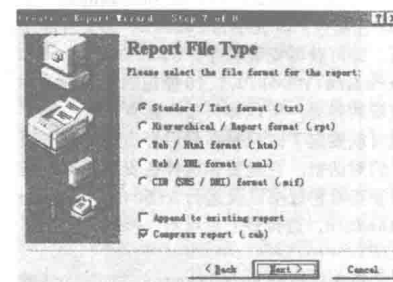 Create a Report Wizard - Step 7 of 8
Report File Type
Please select the file format for the report:
Standard / Text format (.txt)
Hierarchical / Report format (.rpt)
Web / Html format (.htm)
Web / XML format (.xml)
CIM (SMS / DMI) format (.mif)
Append to existing report
Compress report (.cab)
< Back
Next >
Cancel